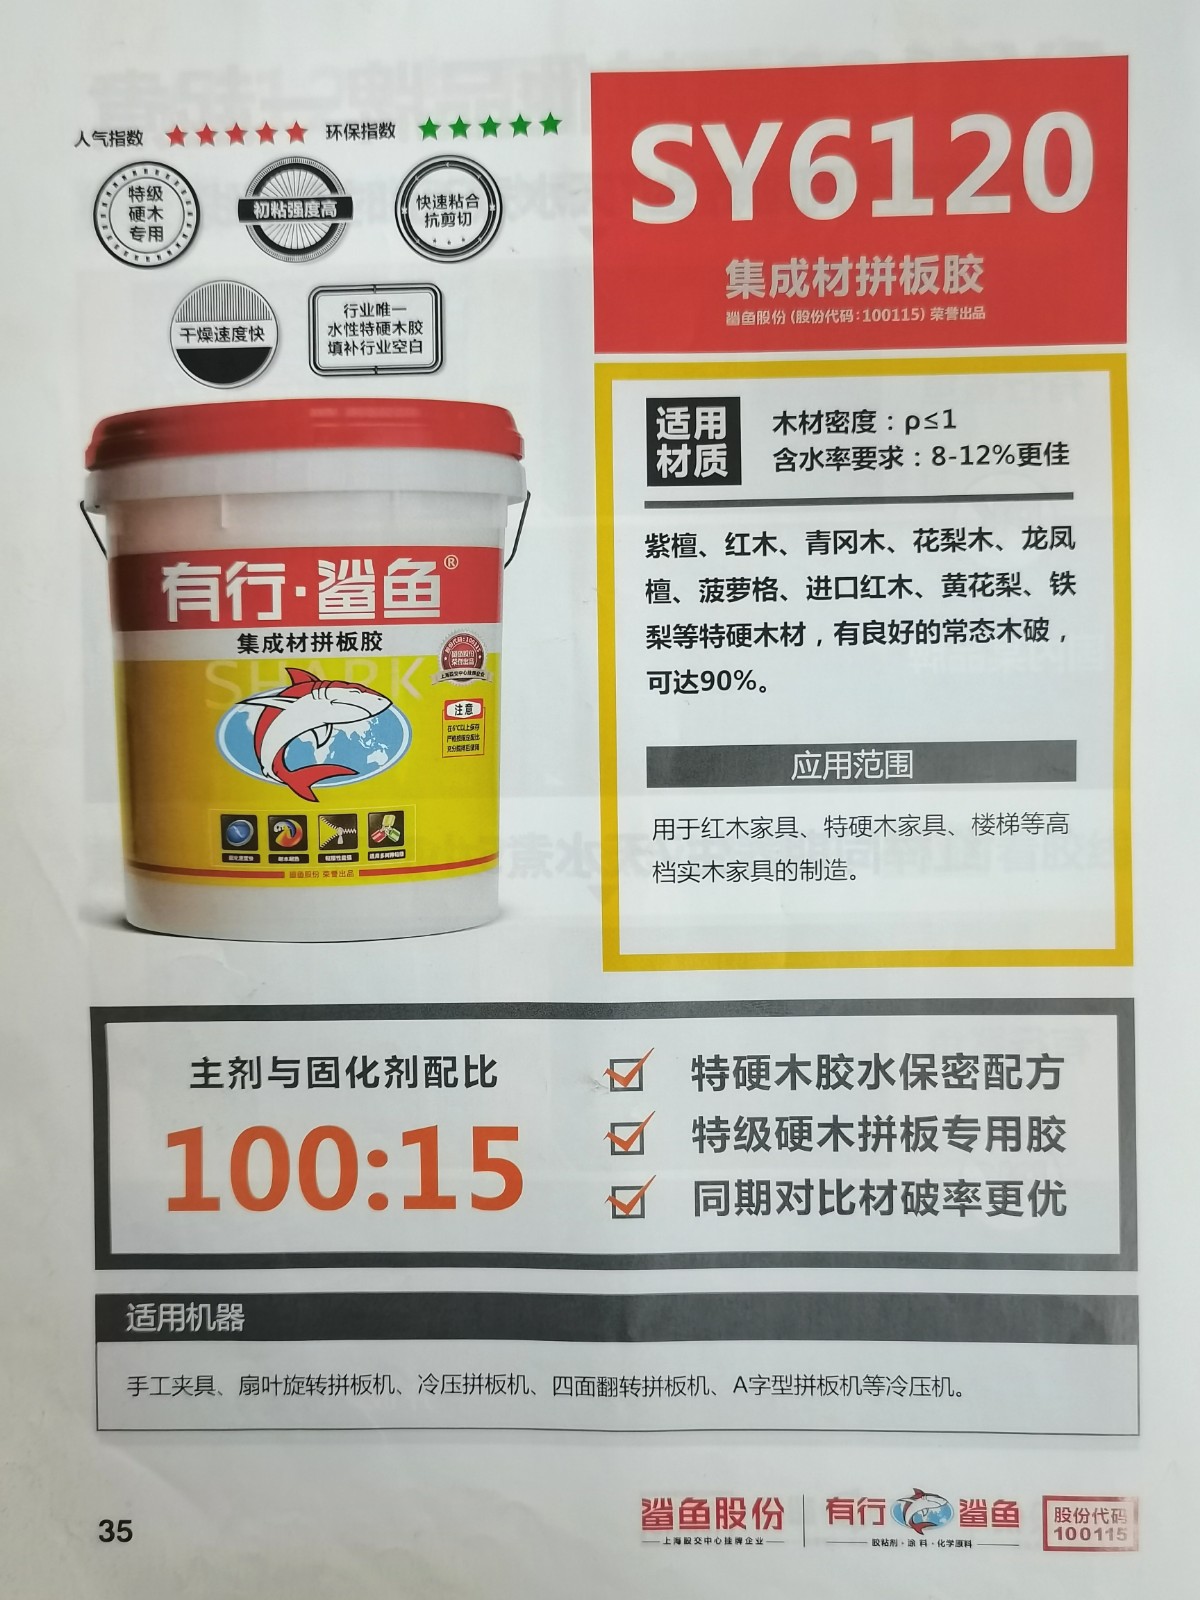 人气指数 ★★★★★ 环保指数 ★★★★★
特级
硬木
专用
初粘强度高
快速粘合
抗剪切
干燥速度快
行业唯一
水性特硬木胶
填补行业空白
SY6120
集成材拼板胶
鲨鱼股份(股份代码:100115)荣誉出品
有行·鲨鱼®
集成材拼板胶
SHARK
注意
鲨鱼股份 荣誉出品
适用
材质
木材密度：ρ≤1
含水率要求：8-12%更佳
紫檀、红木、青冈木、花梨木、龙凤
檀、菠萝格、进口红木、黄花梨、铁
梨等特硬木材，有良好的常态木破，
可达90%。
应用范围
用于红木家具、特硬木家具、楼梯等高
档实木家具的制造。
主剂与固化剂配比
100:15
特硬木胶水保密配方
特级硬木拼板专用胶
同期对比材破率更优
适用机器
手工夹具、扇叶旋转拼板机、冷压拼板机、四面翻转拼板机、A字型拼板机等冷压机。
35
鲨鱼股份
上海股交中心挂牌企业
有行 鲨鱼
胶粘剂·涂料·化学原料
股份代码
100115